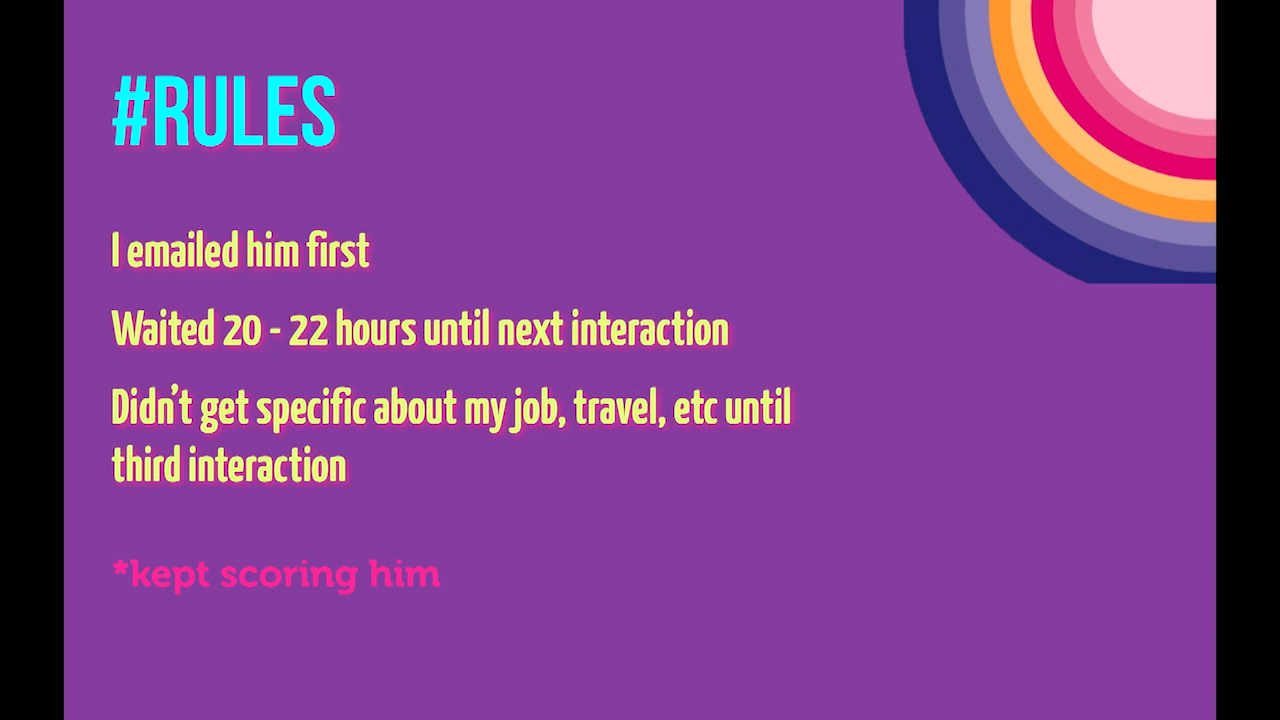 #RULES
I emailed him first
Waited 20 - 22 hours until next interaction
Didn’t get specific about my job, travel, etc until
third interaction
*kept scoring him